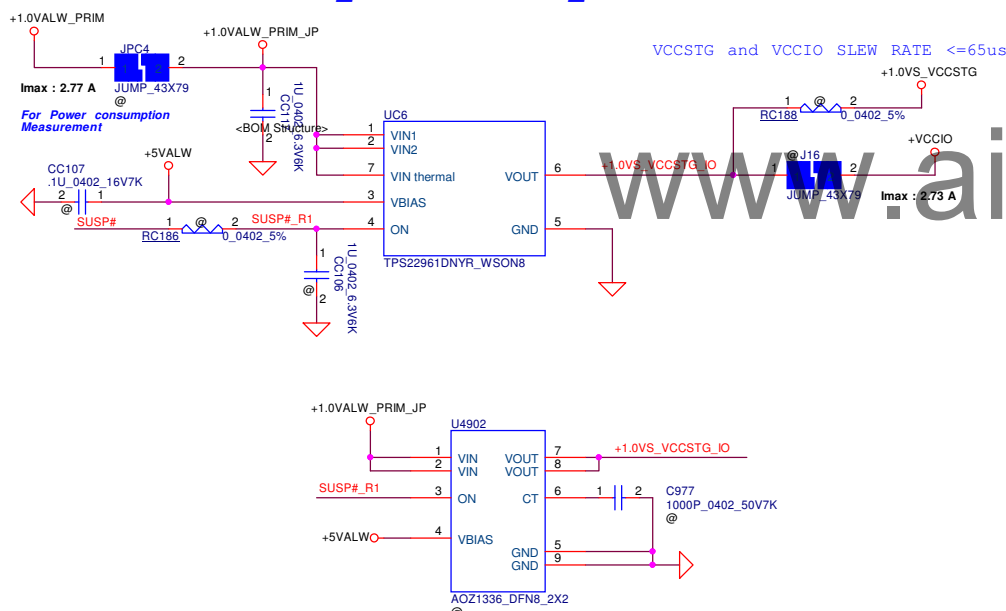 +1.0VALW_PRIM
JPC4
1 1 2 2
JUMP_43X79
@
Imax : 2.77 A
For Power consumption
Measurement
+1.0VALW_PRIM_JP
1
2
1U_0402_6.3V6K
<BOM Structure>
VCCSTG and VCCIO SLEW RATE <=65us
+1.0VS_VCCSTG
1 @ 2
RC188 0_0402_5%
+VCCIO
@ J16
1 2
JUMP_43X79
Imax : 2.73 A
www.ai
+5VALW
CC107
.1U_0402_16V7K
2 1
@
SUSP#
1 @ 2
RC186 0_0402_5%
SUSP#_R1
1
2
@
1U_0402_6.3V6K
CC106
UC6
1 VIN1
2 VIN2
7 VIN thermal
3 VBIAS
4 ON
VOUT 6
GND 5
TPS22961DNYR_WSON8
+1.0VS_VCCSTG_IO
+1.0VALW_PRIM_JP
U4902
1 VIN
2 VIN
3 ON
4 VBIAS
VOUT 7
VOUT 8
CT 6
GND 5
GND 9
AOZ1336_DFN8_2X2
@
SUSP#_R1
+5VALW
+1.0VS_VCCSTG_IO
1 2
C977
1000P_0402_50V7K
@